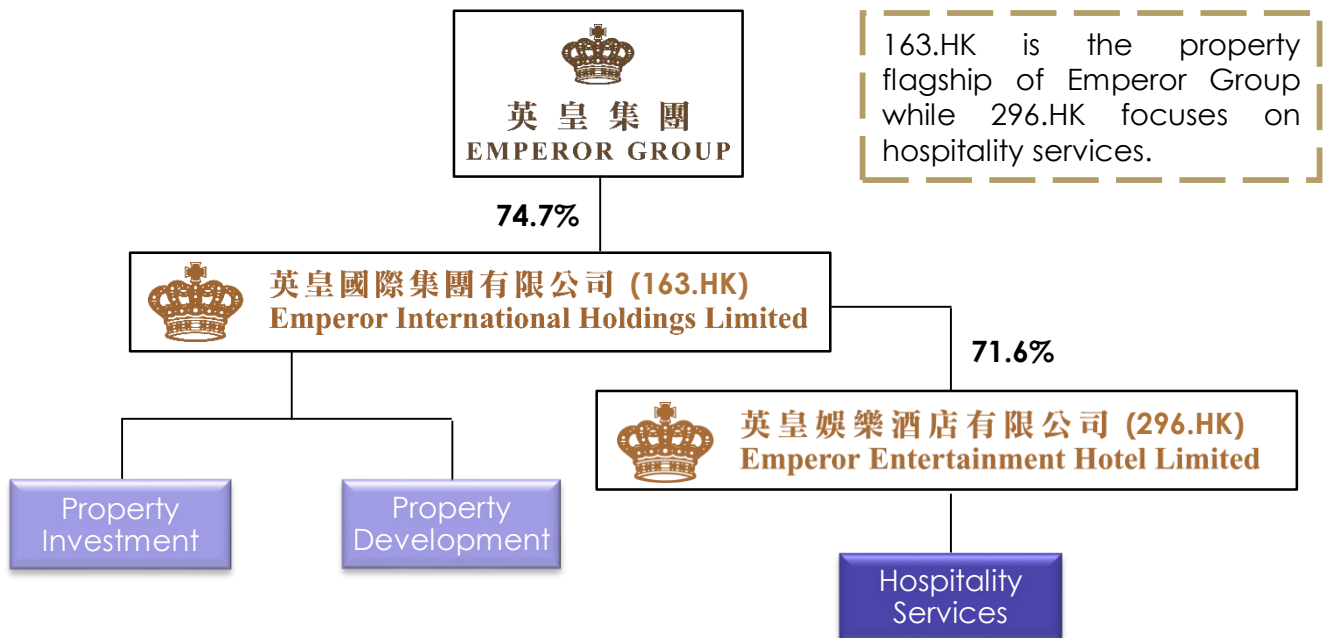 英皇集團
EMPEROR GROUP
163.HK is the property
flagship of Emperor Group
while 296.HK focuses on
hospitality services.
74.7%
英皇國際集團有限公司 (163.HK)
Emperor International Holdings Limited
71.6%
英皇娛樂酒店有限公司 (296.HK)
Emperor Entertainment Hotel Limited
Property
Investment
Property
Development
Hospitality
Services